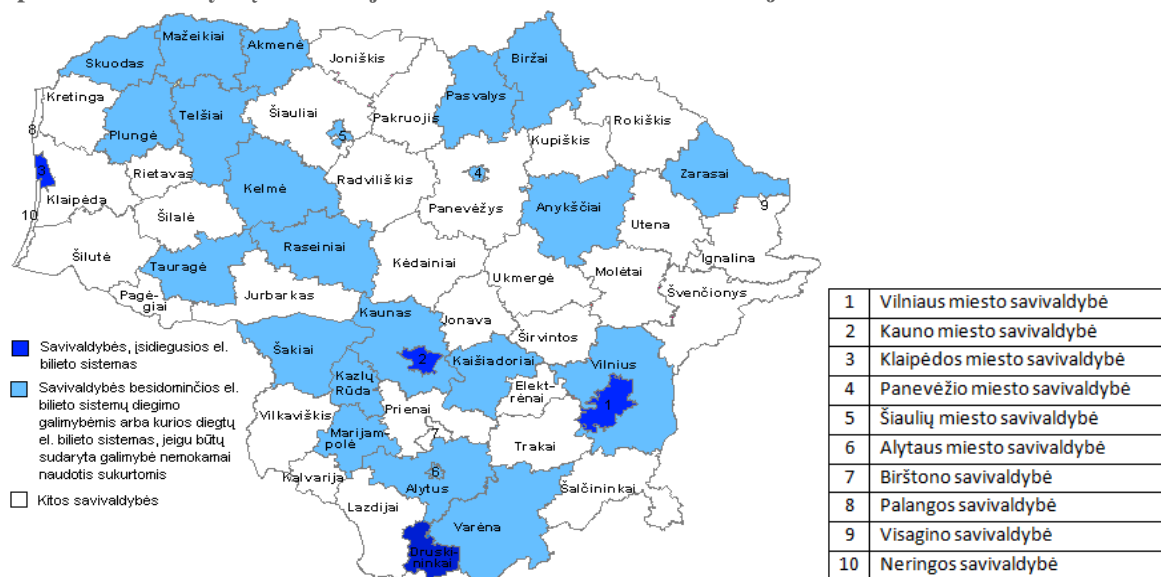 Skuodas
Mažeikiai
Akmenė
Joniškis
Biržai
Kretinga
Plungė
Telšiai
Šiauliai
Pakruojis
Pasvalys
Rokiškis
Kupiškis
8
5
4
3
Rietavas
Kelmė
Radviliškis
Panevėžys
Anykščiai
Zarasai
9
Klaipėda
10
Šilalė
Utena
Ignalina
Šilutė
Tauragė
Raseiniai
Kėdainiai
Ukmergė
Molėtai
Švenčionys
Pagė-
giai
Jurbarkas
Kaunas
Jonava
Širvintos
Šakiai
2
Kaišiadoriai
Vilnius
Kazlų
Rūda
Elekt-
rėnai
1
Vilkaviškis
Prienai
7
Trakai
Marijam-
polė
6
Kalvarija
Alytus
Šalčininkai
Lazdijai
Varėna
Druski-
ninkai
Savivaldybės, įsidiegusios el.
bilieto sistemas
Savivaldybės besidominčios el.
bilieto sistemų diegimo
galimybėmis arba kurios diegtų
el. bilieto sistemas, jeigu būtų
sudaryta galimybė nemokamai
naudotis sukurtomis
Kitos savivaldybės
1 Vilniaus miesto savivaldybė
2 Kauno miesto savivaldybė
3 Klaipėdos miesto savivaldybė
4 Panevėžio miesto savivaldybė
5 Šiaulių miesto savivaldybė
6 Alytaus miesto savivaldybė
7 Birštono savivaldybė
8 Palangos savivaldybė
9 Visagino savivaldybė
10 Neringos savivaldybė